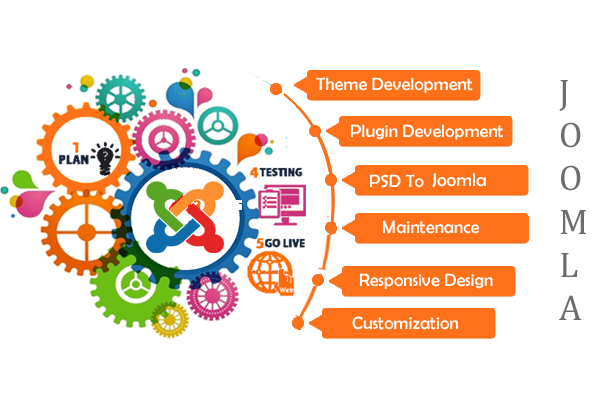 1
PLAN
4 TESTING
5 GO LIVE
Web
Theme Development
Plugin Development
PSD To Joomla
Maintenance
Responsive Design
Customization
JOOMLA